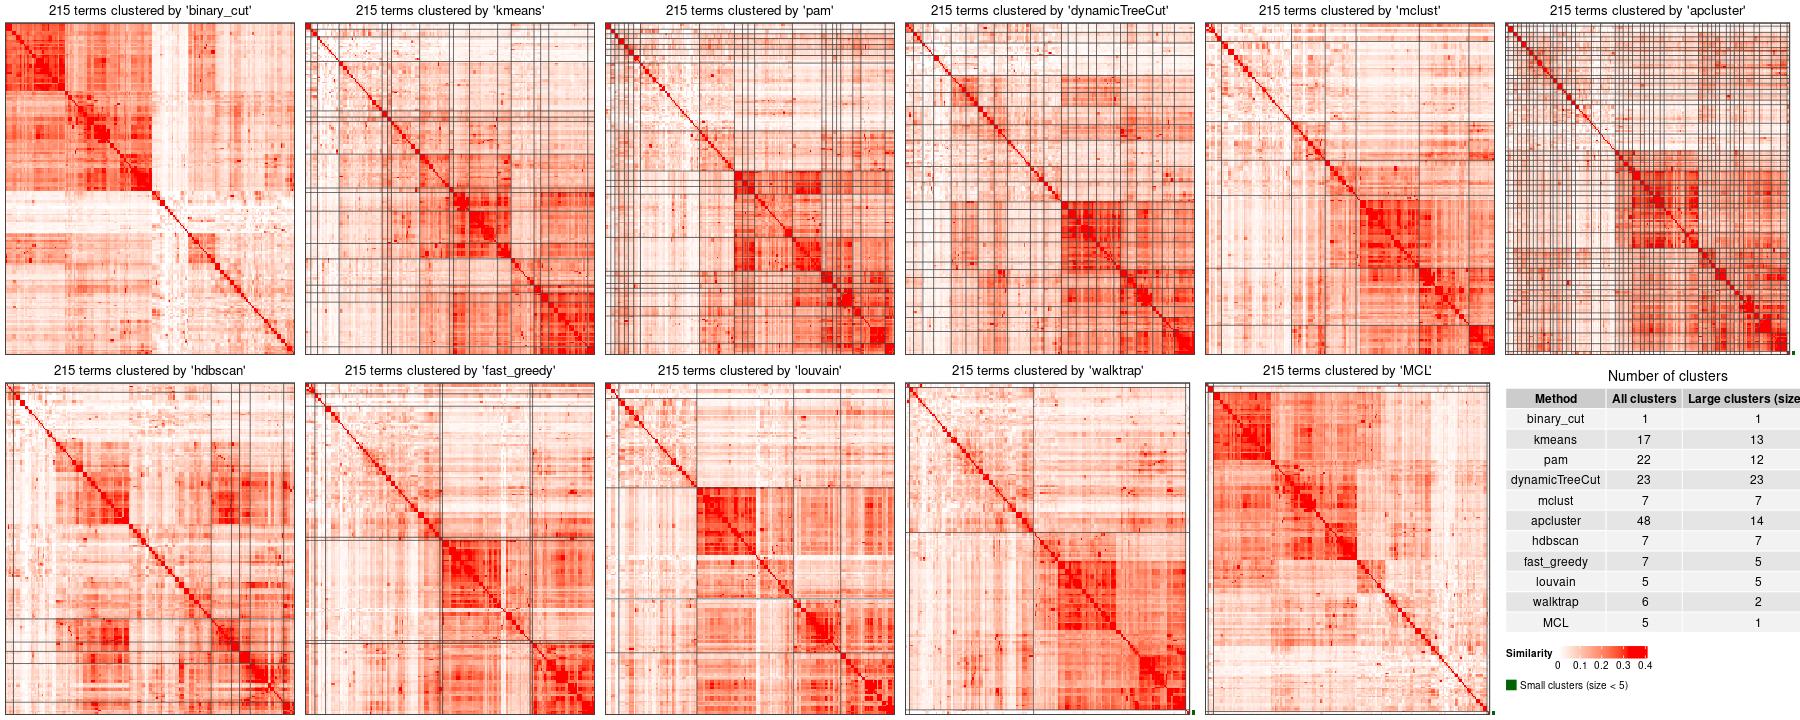 215 terms clustered by 'binary_cut'
215 terms clustered by 'kmeans'
215 terms clustered by 'pam'
215 terms clustered by 'dynamicTreeCut'
215 terms clustered by 'mclust'
215 terms clustered by 'apcluster'
215 terms clustered by 'hdbscan'
215 terms clustered by 'fast_greedy'
215 terms clustered by 'louvain'
215 terms clustered by 'walktrap'
215 terms clustered by 'MCL'
Number of clusters
Method All clusters Large clusters (size
binary_cut 1 1
kmeans 17 13
pam 22 12
dynamicTreeCut 23 23
mclust 7 7
apcluster 48 14
hdbscan 7 7
fast_greedy 7 5
louvain 5 5
walktrap 6 2
MCL 5 1
Similarity
0 0.1 0.2 0.3 0.4
Small clusters (size < 5)